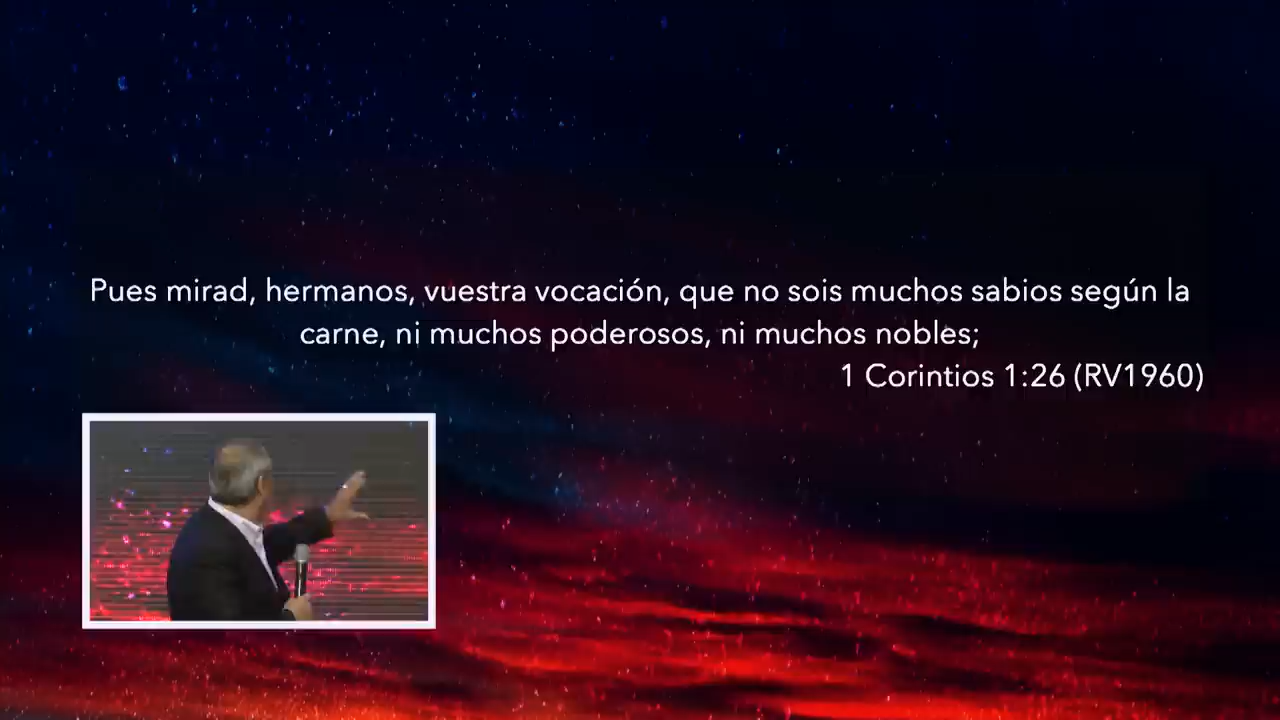 Pues mirad, hermanos, vuestra vocación, que no sois muchos sabios según la
carne, ni muchos poderosos, ni muchos nobles;
1 Corintios 1:26 (RV1960)